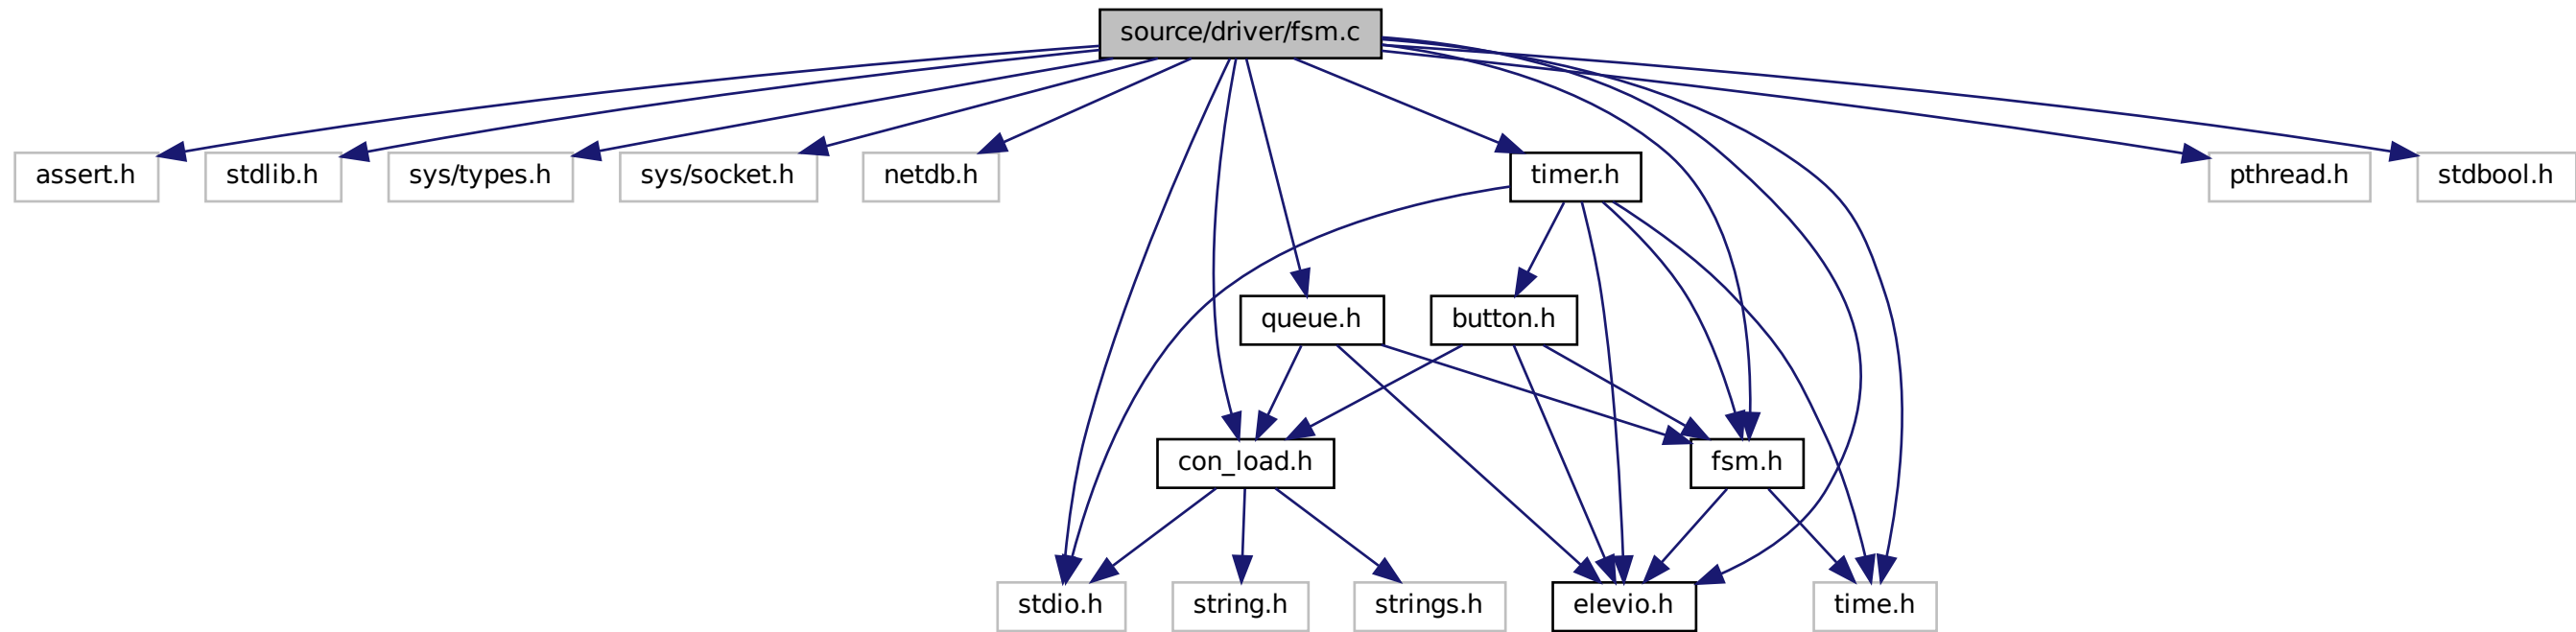 source/driver/fsm.c
assert.h
stdlib.h
sys/types.h
sys/socket.h
netdb.h
timer.h
pthread.h
stdbool.h
queue.h
button.h
con_load.h
fsm.h
stdio.h
string.h
strings.h
elevio.h
time.h